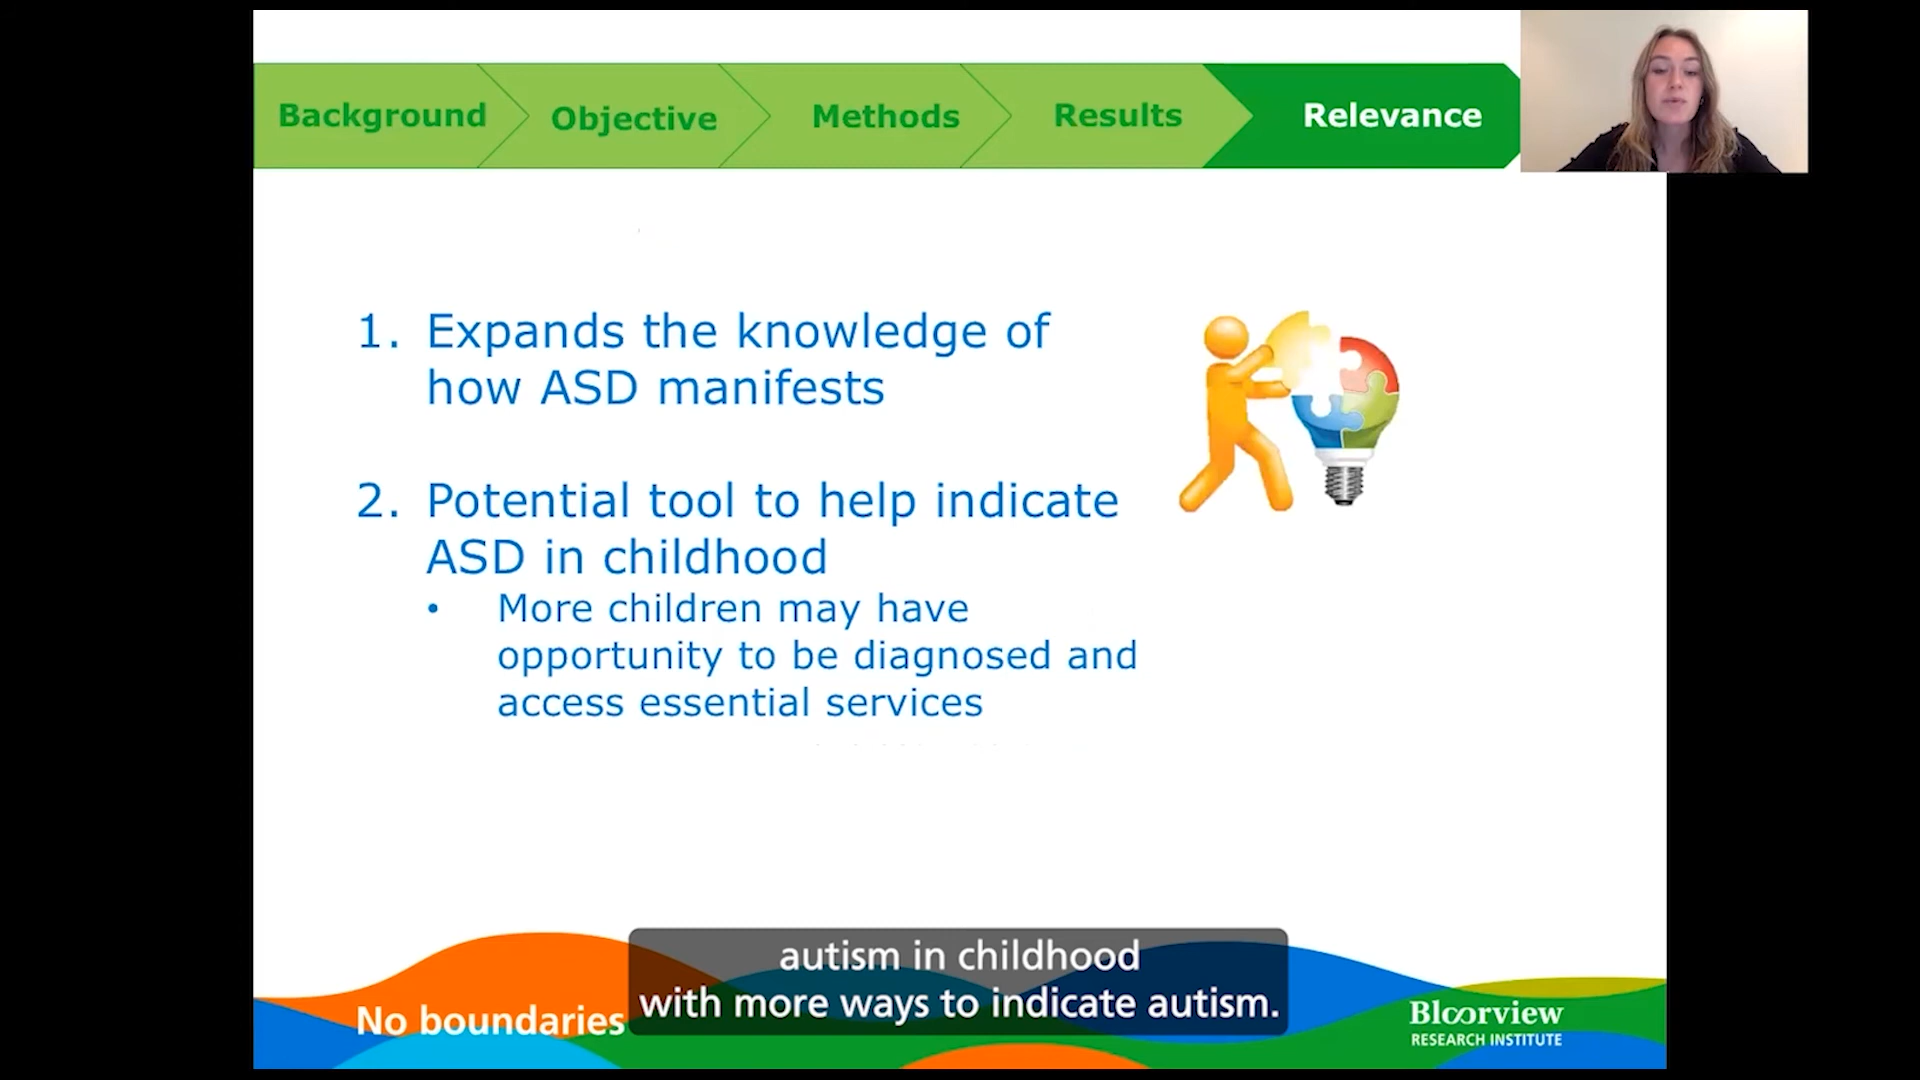 Background
Objective
Methods
Results
Relevance
1. Expands the knowledge of
how ASD manifests
2. Potential tool to help indicate
ASD in childhood
• More children may have
opportunity to be diagnosed and
access essential services
autism in childhood
with more ways to indicate autism.
No boundaries
Bloorview
RESEARCH INSTITUTE